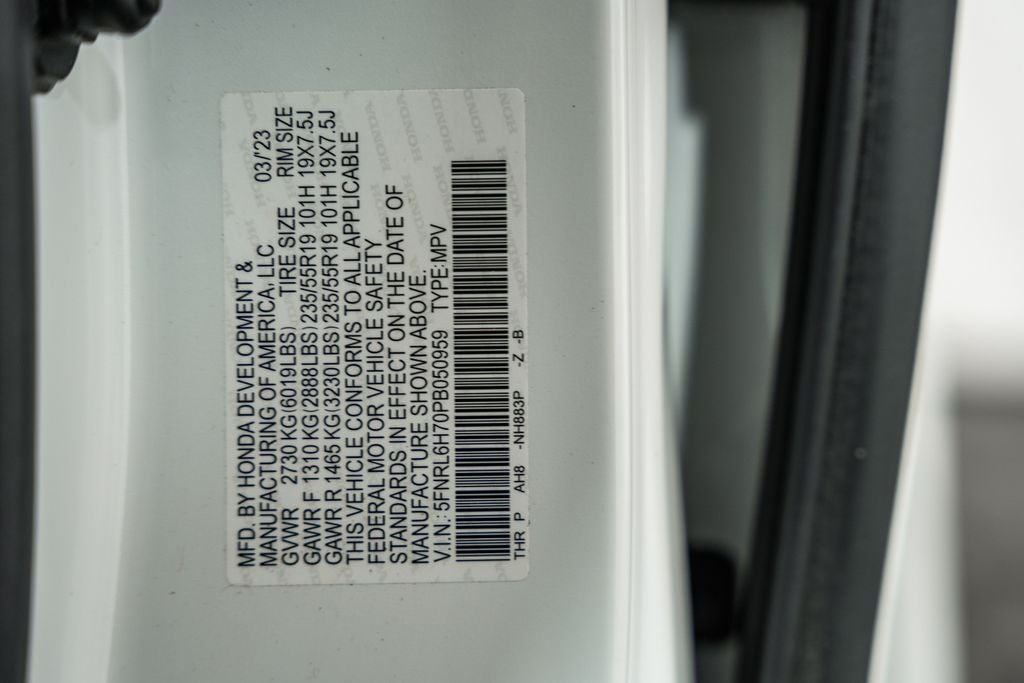 MFD. BY HONDA DEVELOPMENT &
MANUFACTURING OF AMERICA, LLC 03/'23
GVWR 2730 KG(6019LBS) TIRE SIZE RIM SIZE
GAWR F 1310 KG(2888LBS)235/55R19 101H 19X7.5J
GAWR R 1465 KG(3230LBS)235/55R19 101H 19X7.5J
THIS VEHICLE CONFORMS TO ALL APPLICABLE
FEDERAL MOTOR VEHICLE SAFETY
STANDARDS IN EFFECT ON THE DATE OF
MANUFACTURE SHOWN ABOVE.
V.I.N.:5FNRL6H70PB050959 TYPE:MPV
THR P AH8 -NH883P -Z -B